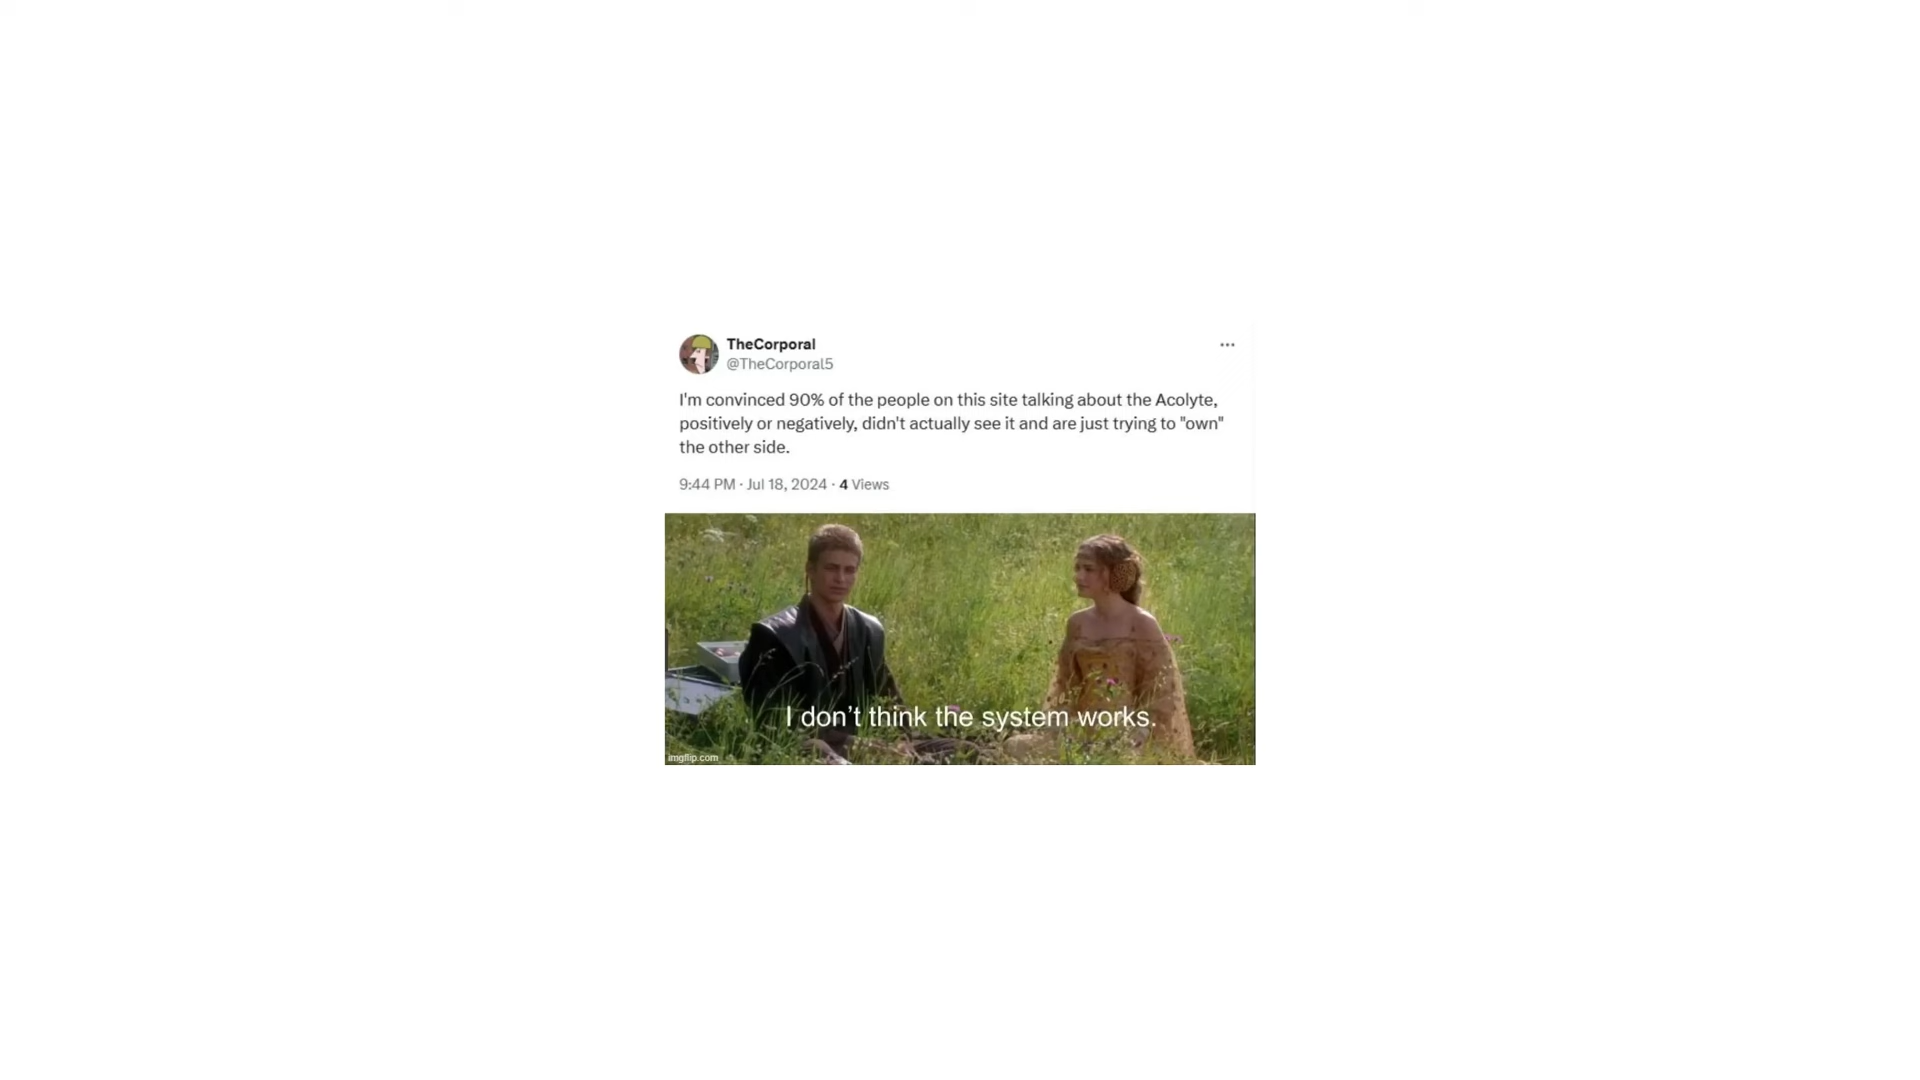 TheCorporal
@TheCorporal5
I'm convinced 90% of the people on this site talking about the Acolyte,
positively or negatively, didn't actually see it and are just trying to "own"
the other side.
9:44 PM · Jul 18, 2024 · 4 Views
I don’t think the system works.
imgflip.com